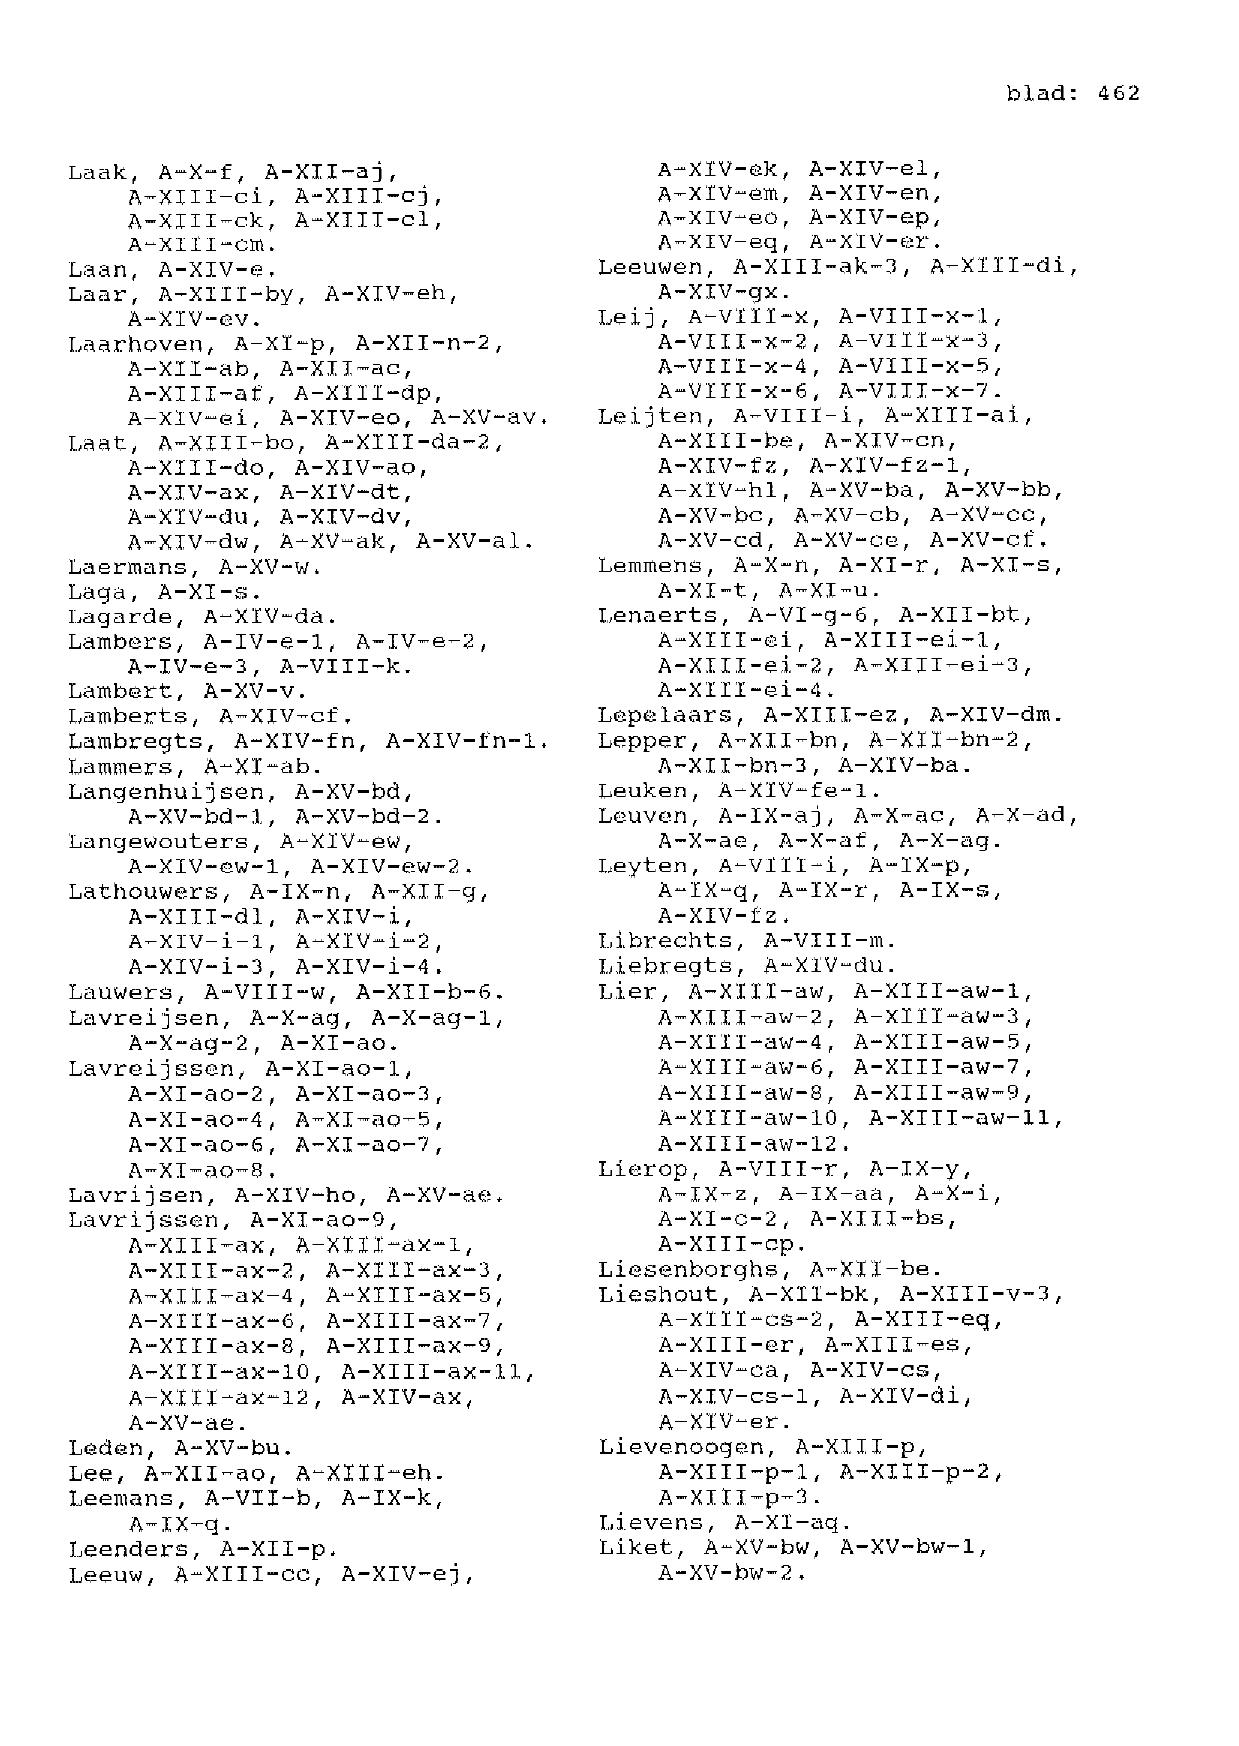 blad: 462
Laak, A-X-f, A-XII-aj,
A-XIII-ci, A-XIII-cj,
A-XIII-ck, A-XIII-cl,
A-XIII-cm.
Laan, A-XIV-e.
Laar, A-XIII-by, A-XIV-eh,
A-XIV-ev.
Laarhoven, A-XI-p, A-XII-n-2,
A-XII-ab, A-XII-ac,
A-XIII-af, A-XIII-dp,
A-XIV-ei, A-XIV-eo, A-XV-av.
Laat, A-XIII-bo, A-XIII-da-2,
A-XIII-do, A-XIV-ao,
A-XIV-ax, A-XIV-dt,
A-XIV-du, A-XIV-dv,
A-XIV-dw, A-XV-ak, A-XV-al.
Laermans, A-XV-w.
Laga, A-XI-s.
Lagarde, A-XIV-da.
Lambers, A-IV-e-1, A-IV-e-2,
A-IV-e-3, A-VIII-k.
Lambert, A-XV-v.
Lamberts, A-XIV-cf.
Lambregts, A-XIV-fn, A-XIV-fn-1.
Lammers, A-XI-ab.
Langenhuijsen, A-XV-bd,
A-XV-bd-1, A-XV-bd-2.
Langewouters, A-XIV-ew,
A-XIV-ew-1, A-XIV-ew-2.
Lathouwers, A-IX-n, A-XII-g,
A-XIII-dl, A-XIV-i,
A-XIV-i-1, A-XIV-i-2,
A-XIV-i-3, A-XIV-i-4.
Lauwers, A-VIII-w, A-XII-b-6.
Lavreijsen, A-X-ag, A-X-ag-1,
A-X-ag-2, A-XI-ao.
Lavreijssen, A-XI-ao-1,
A-XI-ao-2, A-XI-ao-3,
A-XI-ao-4, A-XI-ao-5,
A-XI-ao-6, A-XI-ao-7,
A-XI-ao-8.
Lavrijsen, A-XIV-ho, A-XV-ae.
Lavrijssen, A-XI-ao-9,
A-XIII-ax, A-XIII-ax-1,
A-XIII-ax-2, A-XIII-ax-3,
A-XIII-ax-4, A-XIII-ax-5,
A-XIII-ax-6, A-XIII-ax-7,
A-XIII-ax-8, A-XIII-ax-9,
A-XIII-ax-10, A-XIII-ax-11,
A-XIII-ax-12, A-XIV-ax,
A-XV-ae.
Leden, A-XV-bu.
Lee, A-XII-ao, A-XIII-eh.
Leemans, A-VII-b, A-IX-k,
A-IX-q.
Leenders, A-XII-p.
Leeuw, A-XIII-cc, A-XIV-ej,
A-XIV-ek, A-XIV-el,
A-XIV-em, A-XIV-en,
A-XIV-eo, A-XIV-ep,
A-XIV-eq, A-XIV-er.
Leeuwen, A-XIII-ak-3, A-XIII-di,
A-XIV-gx.
Leij, A-VIII-x, A-VIII-x-1,
A-VIII-x-2, A-VIII-x-3,
A-VIII-x-4, A-VIII-x-5,
A-VIII-x-6, A-VIII-x-7.
Leijten, A-VIII-i, A-XIII-ai,
A-XIII-be, A-XIV-cn,
A-XIV-fz, A-XIV-fz-1,
A-XIV-hl, A-XV-ba, A-XV-bb,
A-XV-bc, A-XV-cb, A-XV-cc,
A-XV-cd, A-XV-ce, A-XV-cf.
Lemmens, A-X-n, A-XI-r, A-XI-s,
A-XI-t, A-XI-u.
Lenaerts, A-VI-g-6, A-XII-bt,
A-XIII-ei, A-XIII-ei-1,
A-XIII-ei-2, A-XIII-ei-3,
A-XIII-ei-4.
Lepelaars, A-XIII-ez, A-XIV-dm.
Lepper, A-XII-bn, A-XII-bn-2,
A-XII-bn-3, A-XIV-ba.
Leuken, A-XIV-fe-1.
Leuven, A-IX-aj, A-X-ac, A-X-ad,
A-X-ae, A-X-af, A-X-ag.
Leyten, A-VIII-i, A-IX-p,
A-IX-q, A-IX-r, A-IX-s,
A-XIV-fz.
Librechts, A-VIII-m.
Liebregts, A-XIV-du.
Lier, A-XIII-aw, A-XIII-aw-1,
A-XIII-aw-2, A-XIII-aw-3,
A-XIII-aw-4, A-XIII-aw-5,
A-XIII-aw-6, A-XIII-aw-7,
A-XIII-aw-8, A-XIII-aw-9,
A-XIII-aw-10, A-XIII-aw-11,
A-XIII-aw-12.
Lierop, A-VIII-r, A-IX-y,
A-IX-z, A-IX-aa, A-X-i,
A-XI-c-2, A-XIII-bs,
A-XIII-cp.
Liesenborghs, A-XII-be.
Lieshout, A-XII-bk, A-XIII-v-3,
A-XIII-cs-2, A-XIII-eq,
A-XIII-er, A-XIII-es,
A-XIV-ca, A-XIV-cs,
A-XIV-cs-1, A-XIV-di,
A-XIV-er.
Lievenoogen, A-XIII-p,
A-XIII-p-1, A-XIII-p-2,
A-XIII-p-3.
Lievens, A-XI-aq.
Liket, A-XV-bw, A-XV-bw-1,
A-XV-bw-2.